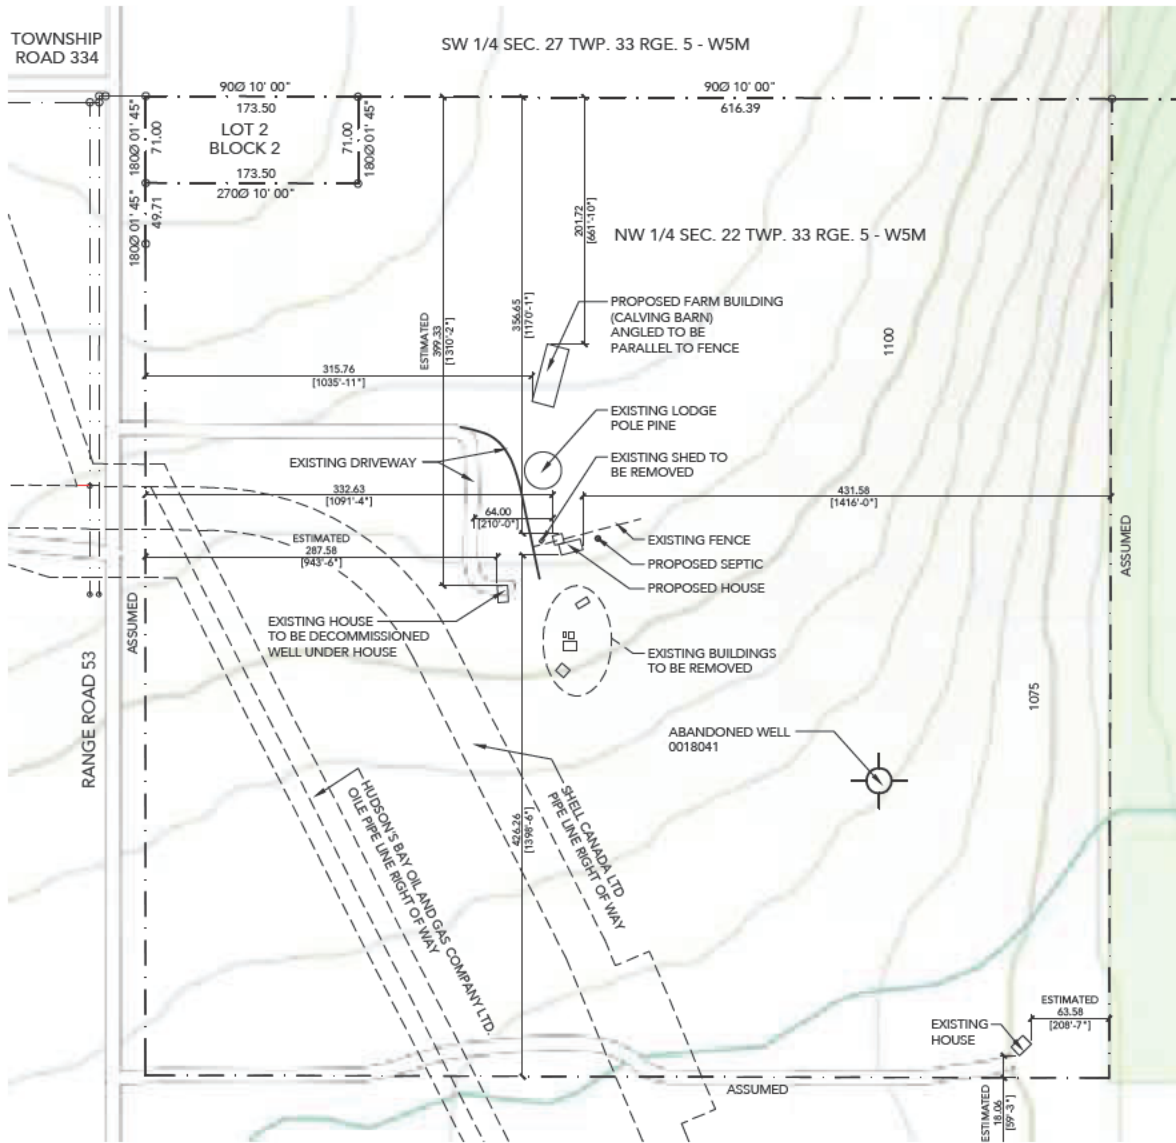 TOWNSHIP
ROAD 334
SW 1/4 SEC. 27 TWP. 33 RGE. 5 - W5M
90Ø 10' 00"
173.50
90Ø 10' 00"
616.39
180Ø 01' 45"
71.00
LOT 2
BLOCK 2
71.00
180Ø 01' 45"
173.50
270Ø 10' 00"
180Ø 01' 45"
49.71
201.72
[661'-10"]
NW 1/4 SEC. 22 TWP. 33 RGE. 5 - W5M
ESTIMATED
399.33
[1310'-2"]
356.65
[1170'-1"]
PROPOSED FARM BUILDING
(CALVING BARN)
ANGLED TO BE
PARALLEL TO FENCE
1100
315.76
[1035'-11"]
EXISTING LODGE
POLE PINE
EXISTING DRIVEWAY
EXISTING SHED TO
BE REMOVED
332.63
[1091'-4"]
431.58
[1416'-0"]
64.00
[210'-0"]
ESTIMATED
287.58
[943'-6"]
EXISTING FENCE
PROPOSED SEPTIC
PROPOSED HOUSE
ASSUMED
ASSUMED
EXISTING HOUSE
TO BE DECOMMISSIONED
WELL UNDER HOUSE
EXISTING BUILDINGS
TO BE REMOVED
RANGE ROAD 53
1075
ABANDONED WELL
0018041
HUDSON'S BAY OIL AND GAS COMPANY LTD.
OILE PIPE LINE RIGHT OF WAY
SHELL CANADA LTD
PIPE LINE RIGHT OF WAY
426.26
[1398'-6"]
ESTIMATED
63.58
[208'-7"]
EXISTING
HOUSE
ASSUMED
ESTIMATED
18.06
[59'-3"]